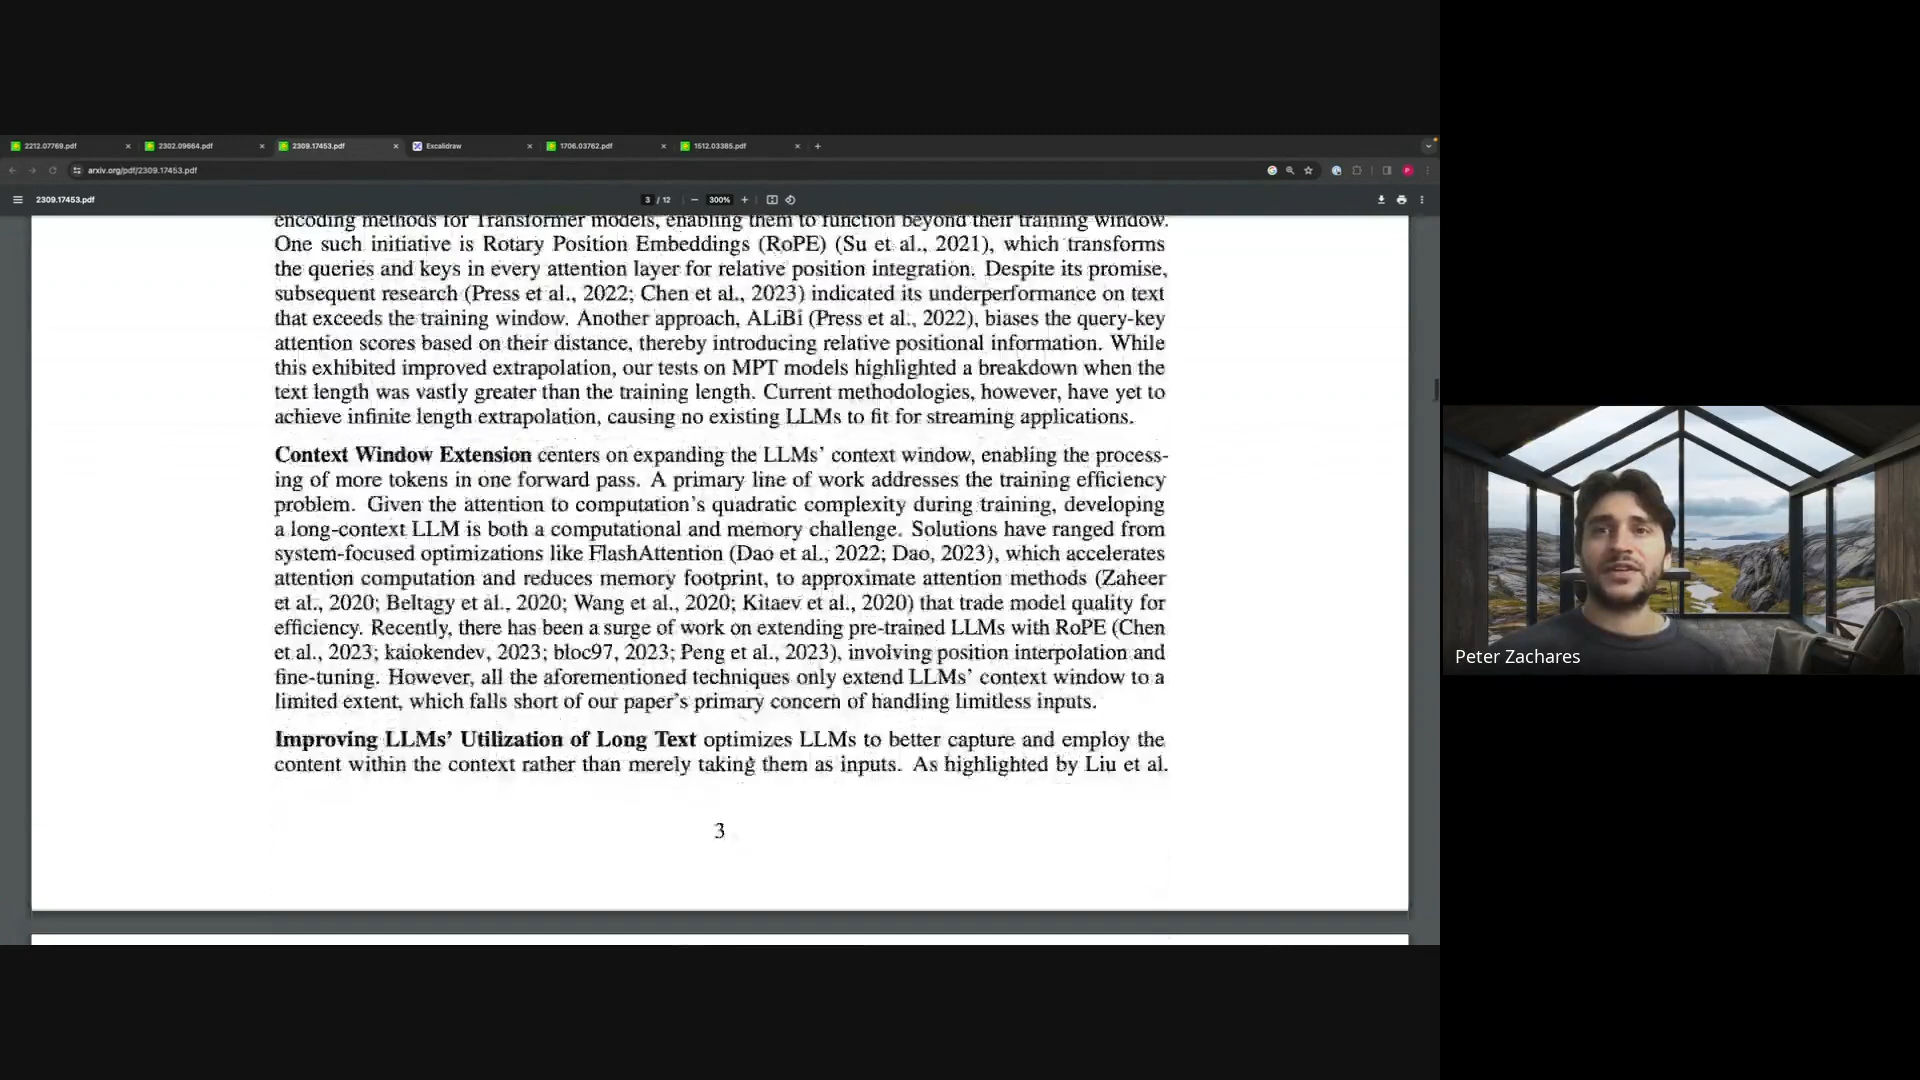 2212.07769.pdf
2302.09664.pdf
2309.17453.pdf
Excalidraw
1706.03762.pdf
1512.03385.pdf
arxiv.org/pdf/2309.17453.pdf
P
2309.17453.pdf
3 / 12
300%
encoding methods for Transformer models, enabling them to function beyond their training window.
One such initiative is Rotary Position Embeddings (RoPE) (Su et al., 2021), which transforms
the queries and keys in every attention layer for relative position integration. Despite its promise,
subsequent research (Press et al., 2022; Chen et al., 2023) indicated its underperformance on text
that exceeds the training window. Another approach, ALiBi (Press et al., 2022), biases the query-key
attention scores based on their distance, thereby introducing relative positional information. While
this exhibited improved extrapolation, our tests on MPT models highlighted a breakdown when the
text length was vastly greater than the training length. Current methodologies, however, have yet to
achieve infinite length extrapolation, causing no existing LLMs to fit for streaming applications.
Context Window Extension centers on expanding the LLMs' context window, enabling the process-
ing of more tokens in one forward pass. A primary line of work addresses the training efficiency
problem. Given the attention to computation's quadratic complexity during training, developing
a long-context LLM is both a computational and memory challenge. Solutions have ranged from
system-focused optimizations like FlashAttention (Dao et al., 2022; Dao, 2023), which accelerates
attention computation and reduces memory footprint, to approximate attention methods (Zaheer
et al., 2020; Beltagy et al., 2020; Wang et al., 2020; Kitaev et al., 2020) that trade model quality for
efficiency. Recently, there has been a surge of work on extending pre-trained LLMs with RoPE (Chen
et al., 2023; kaiokendev, 2023; bloc97, 2023; Peng et al., 2023), involving position interpolation and
fine-tuning. However, all the aforementioned techniques only extend LLMs' context window to a
limited extent, which falls short of our paper's primary concern of handling limitless inputs.
Improving LLMs' Utilization of Long Text optimizes LLMs to better capture and employ the
content within the context rather than merely taking them as inputs. As highlighted by Liu et al.
3
Peter Zachares